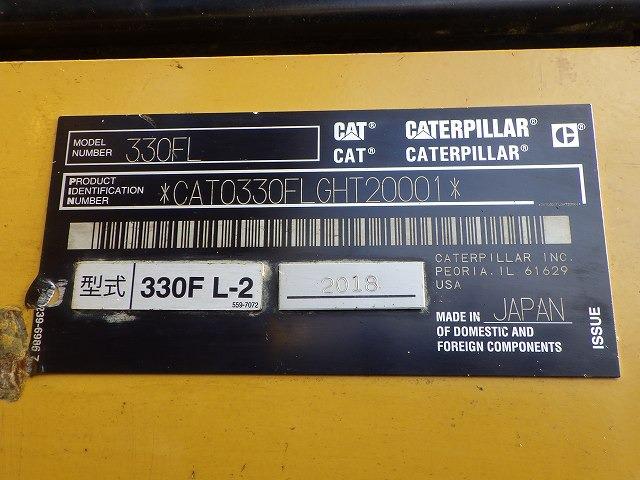 MODEL NUMBER 330FL
CAT® CATERPILLAR®
CAT® CATERPILLAR®
PRODUCT IDENTIFICATION NUMBER *CAT0330FLGHT20001*
CATERPILLAR INC.
PEORIA. IL 61629
USA
型式 330F L-2
559-7072
2018
MADE IN JAPAN
OF DOMESTIC AND
FOREIGN COMPONENTS
ISSUE